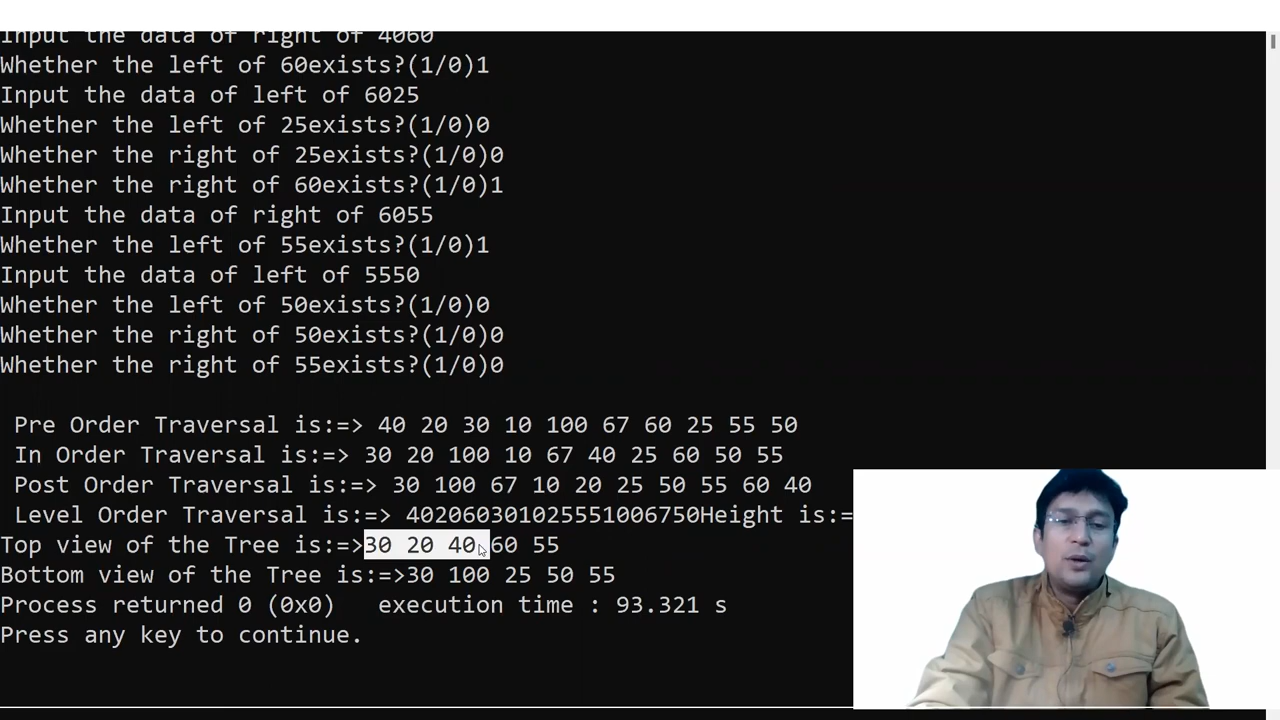 Input the data of right of 4060
Whether the left of 60exists?(1/0)1
Input the data of left of 6025
Whether the left of 25exists?(1/0)0
Whether the right of 25exists?(1/0)0
Whether the right of 60exists?(1/0)1
Input the data of right of 6055
Whether the left of 55exists?(1/0)1
Input the data of left of 5550
Whether the left of 50exists?(1/0)0
Whether the right of 50exists?(1/0)0
Whether the right of 55exists?(1/0)0
Pre Order Traversal is:=> 40 20 30 10 100 67 60 25 55 50
In Order Traversal is:=> 30 20 100 10 67 40 25 60 50 55
Post Order Traversal is:=> 30 100 67 10 20 25 50 55 60 40
Level Order Traversal is:=> 402060301025551006750Height is:=
Top view of the Tree is:=>30 20 40 60 55
Bottom view of the Tree is:=>30 100 25 50 55
Process returned 0 (0x0) execution time : 93.321 s
Press any key to continue.